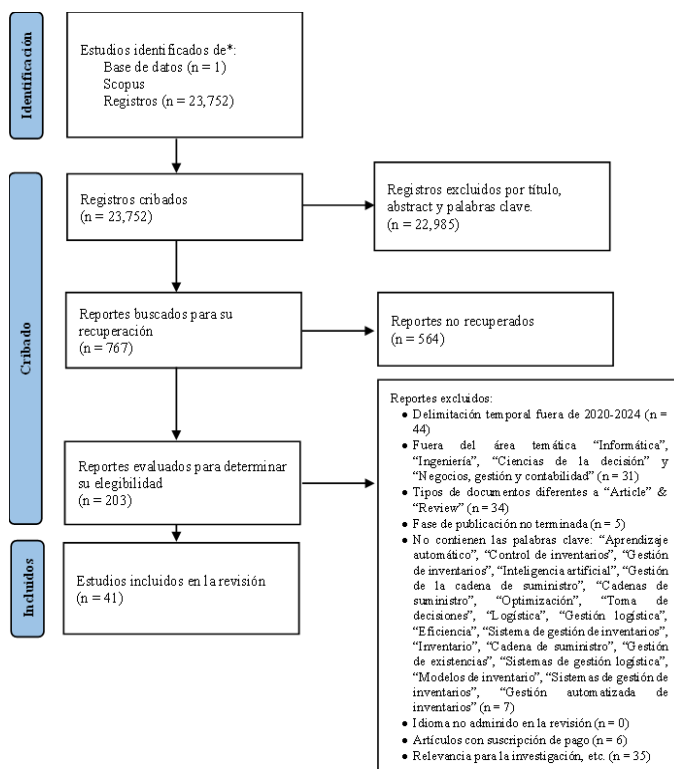 Identificación
Estudios identificados de*:
Base de datos (n = 1)
Scopus
Registros (n = 23,752)
Cribado
Registros cribados
(n = 23,752)
Registros excluidos por título,
abstract y palabras clave.
(n = 22,985)
Reportes buscados para su
recuperación
(n = 767)
Reportes no recuperados
(n = 564)
Reportes evaluados para determinar
su elegibilidad
(n = 203)
Reportes excluidos:
• Delimitación temporal fuera de 2020-2024 (n =
44)
• Fuera del área temática “Informática”,
“Ingeniería”, “Ciencias de la decisión” y
“Negocios, gestión y contabilidad” (n = 31)
• Tipos de documentos diferentes a “Article” &
“Review” (n = 34)
• Fase de publicación no terminada (n = 5)
• No contienen las palabras clave: “Aprendizaje
automático”, “Control de inventarios”, “Gestión
de inventarios”, “Inteligencia artificial”, “Gestión
de la cadena de suministro”, “Cadenas de
suministro”, “Optimización”, “Toma de
decisiones”, “Logística”, “Gestión logística”,
“Eficiencia”, “Sistema de gestión de inventarios”,
“Inventario”, “Cadena de suministro”, “Gestión
de existencias”, “Sistemas de gestión logística”,
“Modelos de inventario”, “Sistemas de gestión de
inventarios”, “Gestión automatizada de
inventarios” (n = 7)
• Idioma no adminido en la revisión (n = 0)
• Artículos con suscripción de pago (n = 6)
• Relevancia para la investigación, etc. (n = 35)
Incluidos
Estudios incluidos en la revisión
(n = 41)